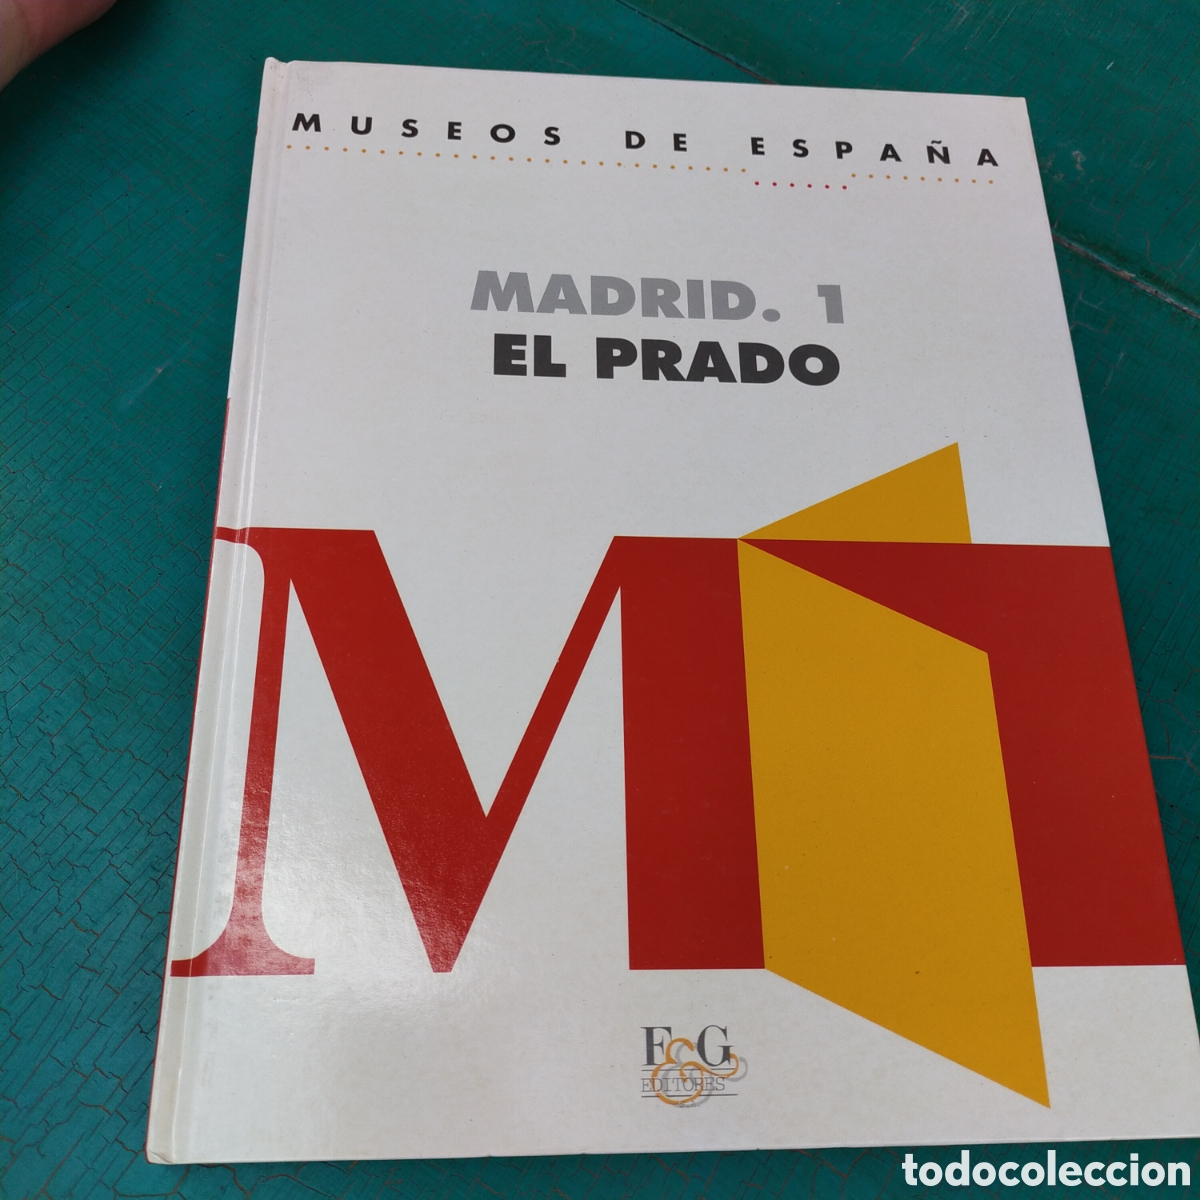 MUSEOS DE ESPAÑA
MADRID. 1
EL PRADO
M
F&G
EDITORES
todocoleccion